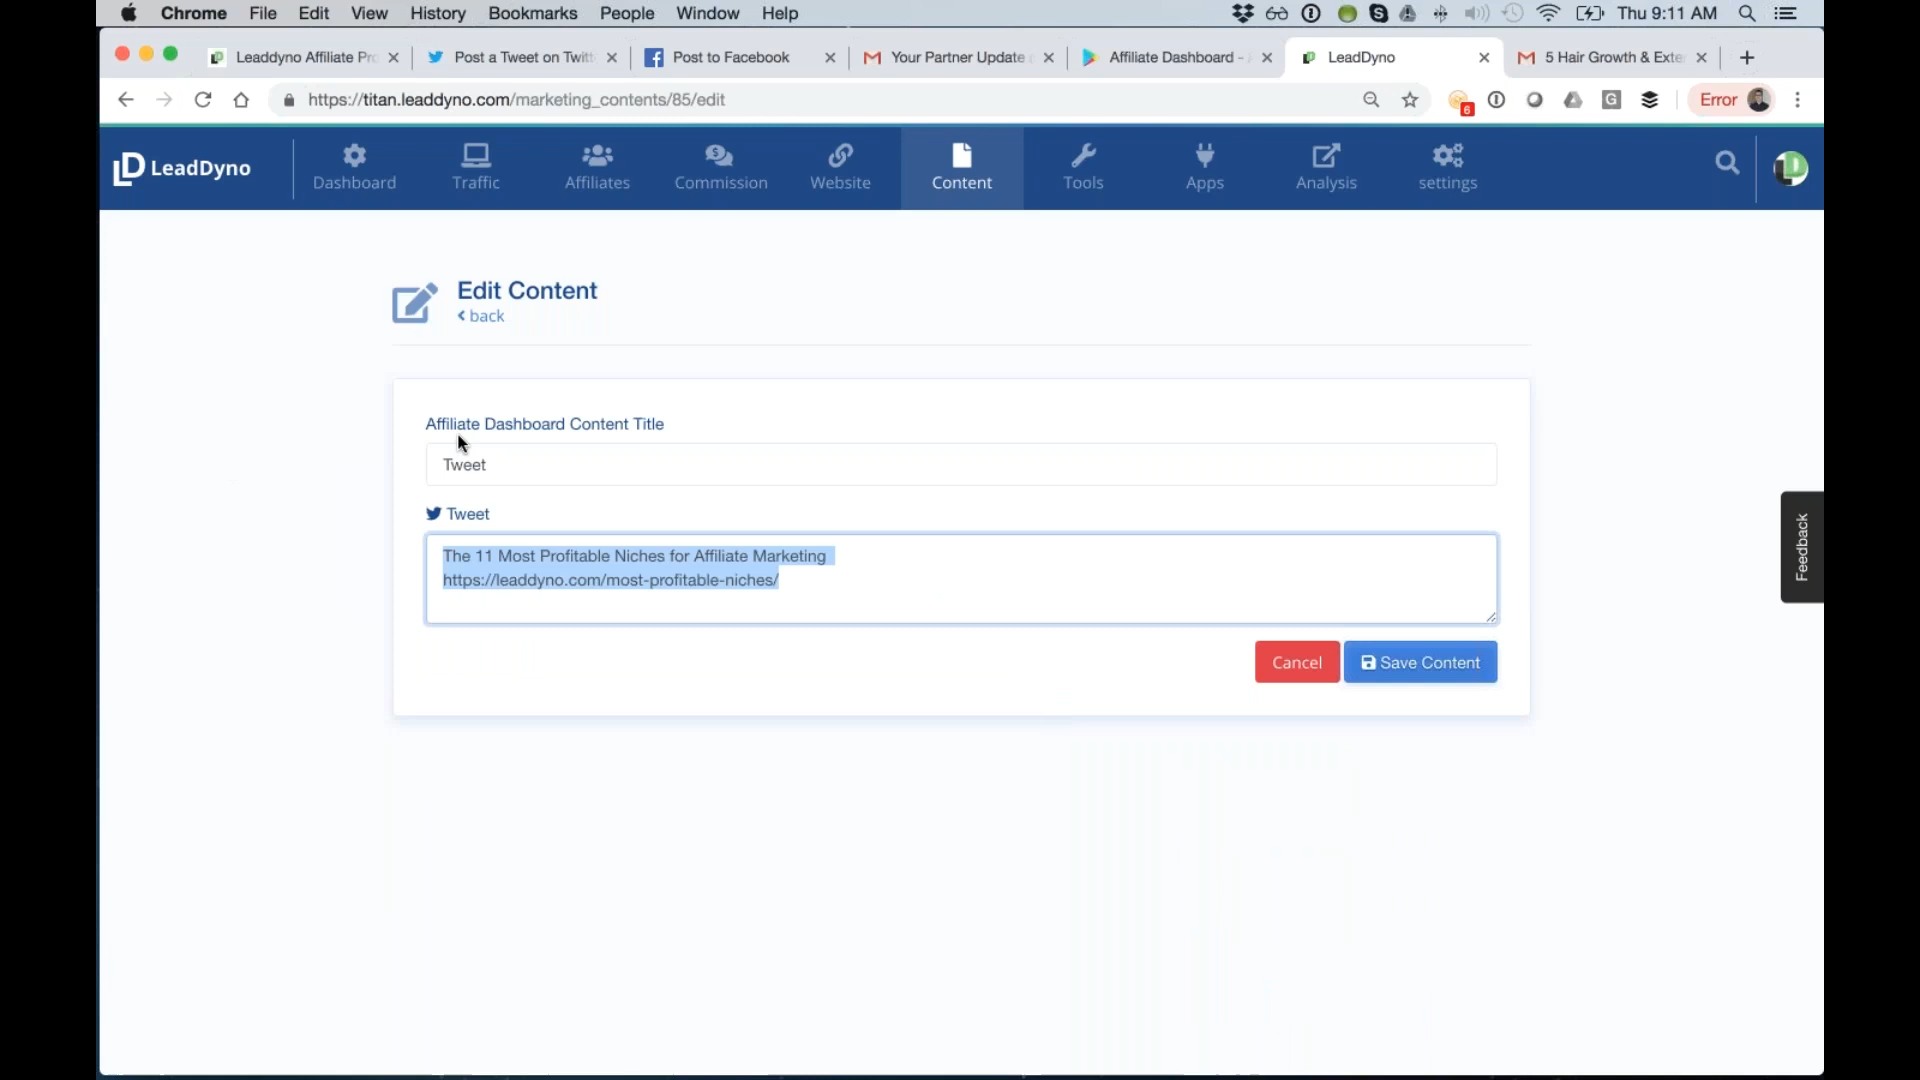 Chrome File Edit View History Bookmarks People Window Help Thu 9:11 AM
Leaddyno Affiliate Pro Post a Tweet on Twitt Post to Facebook Your Partner Update Affiliate Dashboard - LeadDyno 5 Hair Growth & Exte
https://titan.leaddyno.com/marketing_contents/85/edit 6 G Error
LeadDyno Dashboard Traffic Affiliates Commission Website Content Tools Apps Analysis settings
Edit Content
back
Affiliate Dashboard Content Title
Tweet
Tweet
The 11 Most Profitable Niches for Affiliate Marketing
https://leaddyno.com/most-profitable-niches/
Cancel Save Content
Feedback